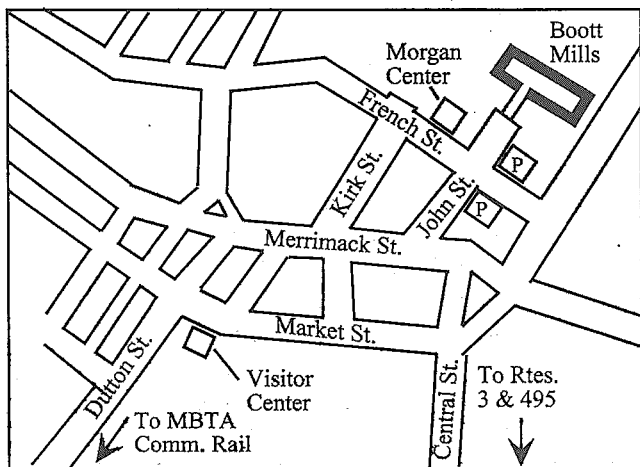 Boott
Mills
Morgan
Center
French St.
P
Kirk St.
John St.
P
Merrimack St.
Market St.
Dutton St.
Visitor
Center
Central St.
To Rtes.
3 & 495
To MBTA
Comm. Rail